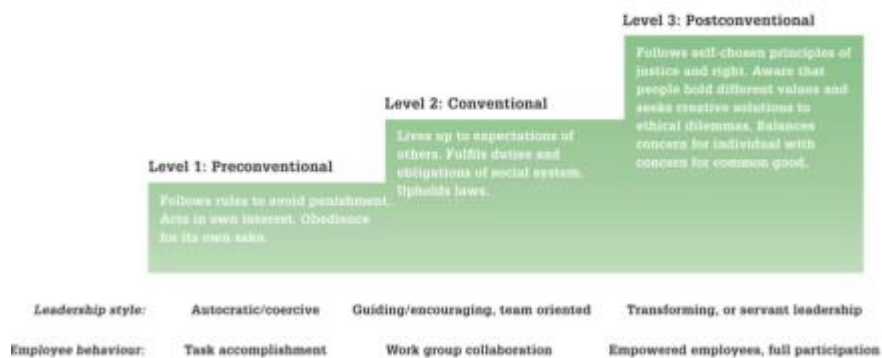 Level 3: Postconventional
Follows self-chosen principles of
justice and right. Aware that
people hold different values and
seeks creative solutions to
ethical dilemmas. Balances
concern for individual with
concern for common good.
Level 2: Conventional
Lives up to expectations of
others. Fulfils duties and
obligations of social system.
Upholds laws.
Level 1: Preconventional
Follows rules to avoid punishment.
Acts in own interest. Obedience
for its own sake.
Leadership style: Autocratic/coercive Guiding/encouraging, team oriented Transforming, or servant leadership
Employee behaviour: Task accomplishment Work group collaboration Empowered employees, full participation